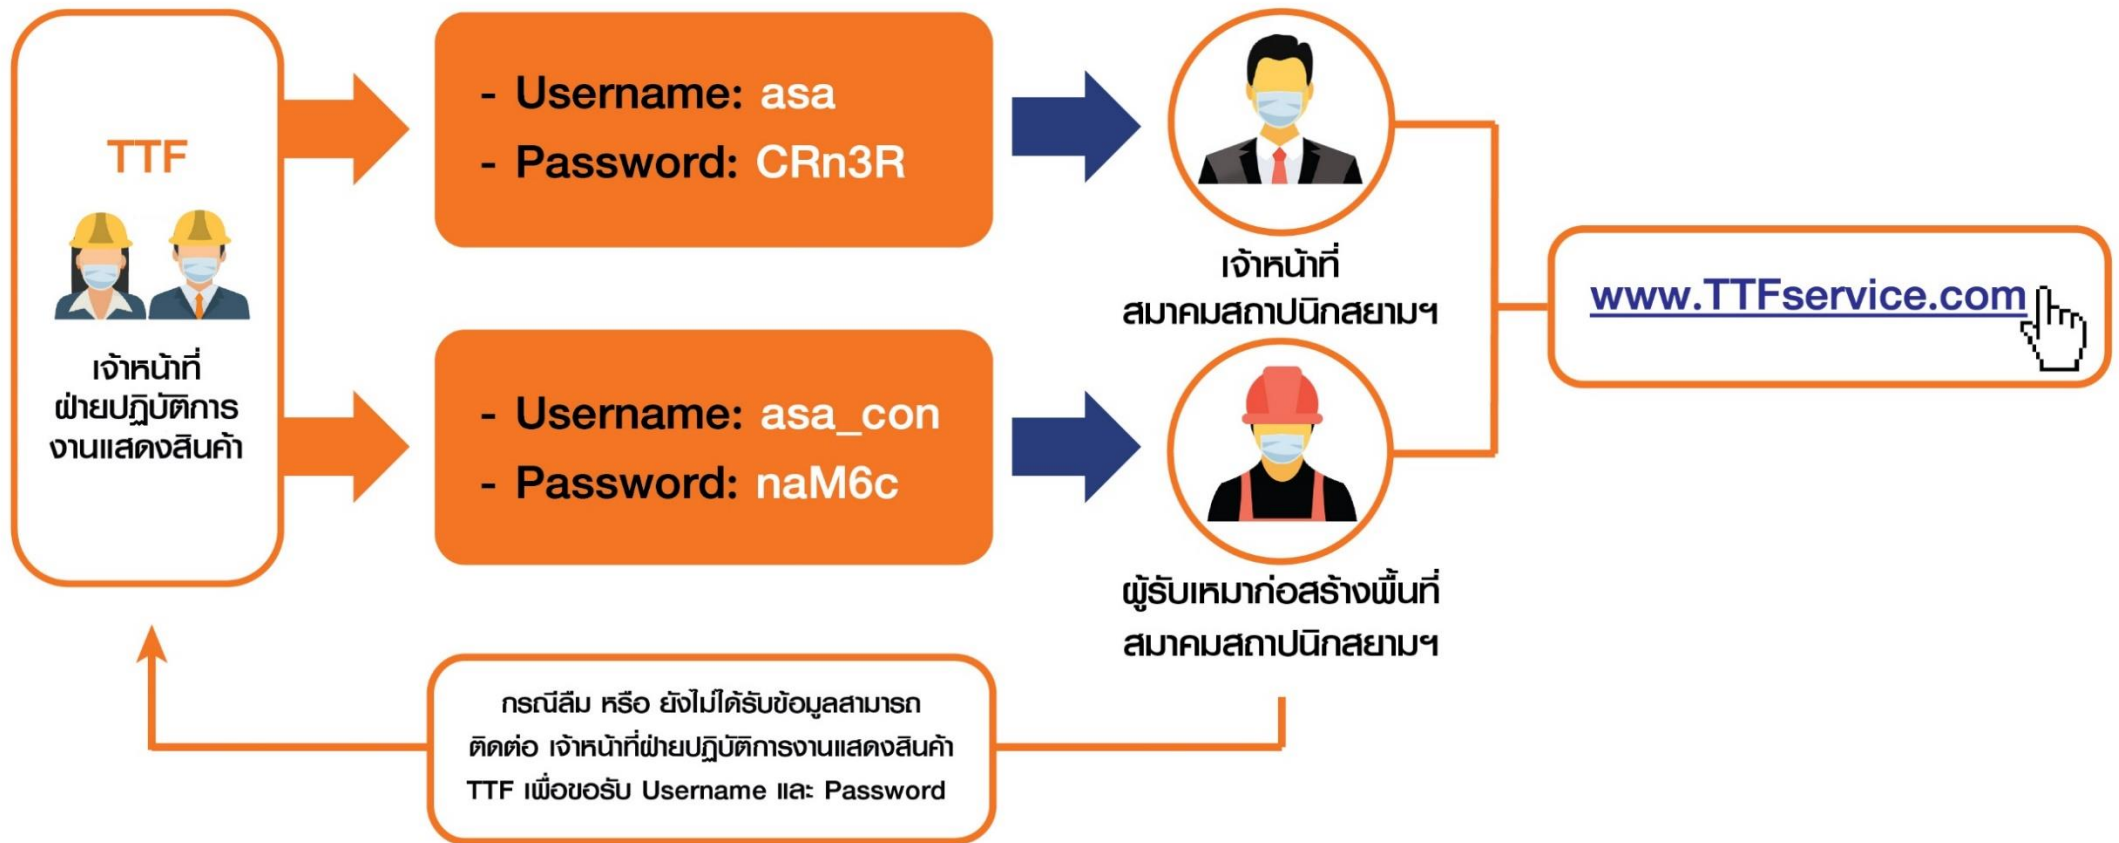 TTF
เจ้าหน้าที่
ฝ่ายปฏิบัติการ
งานแสดงสินค้า
- Username: asa
- Password: CRn3R
- Username: asa_con
- Password: naM6c
เจ้าหน้าที่
สมาคมสถาปนิกสยามฯ
ผู้รับเหมาก่อสร้างพื้นที่
สมาคมสถาปนิกสยามฯ
www.TTFservice.com
กรณีลืม หรือ ยังไม่ได้รับข้อมูลสามารถ
ติดต่อ เจ้าหน้าที่ฝ่ายปฏิบัติการงานแสดงสินค้า
TTF เพื่อขอรับ Username และ Password